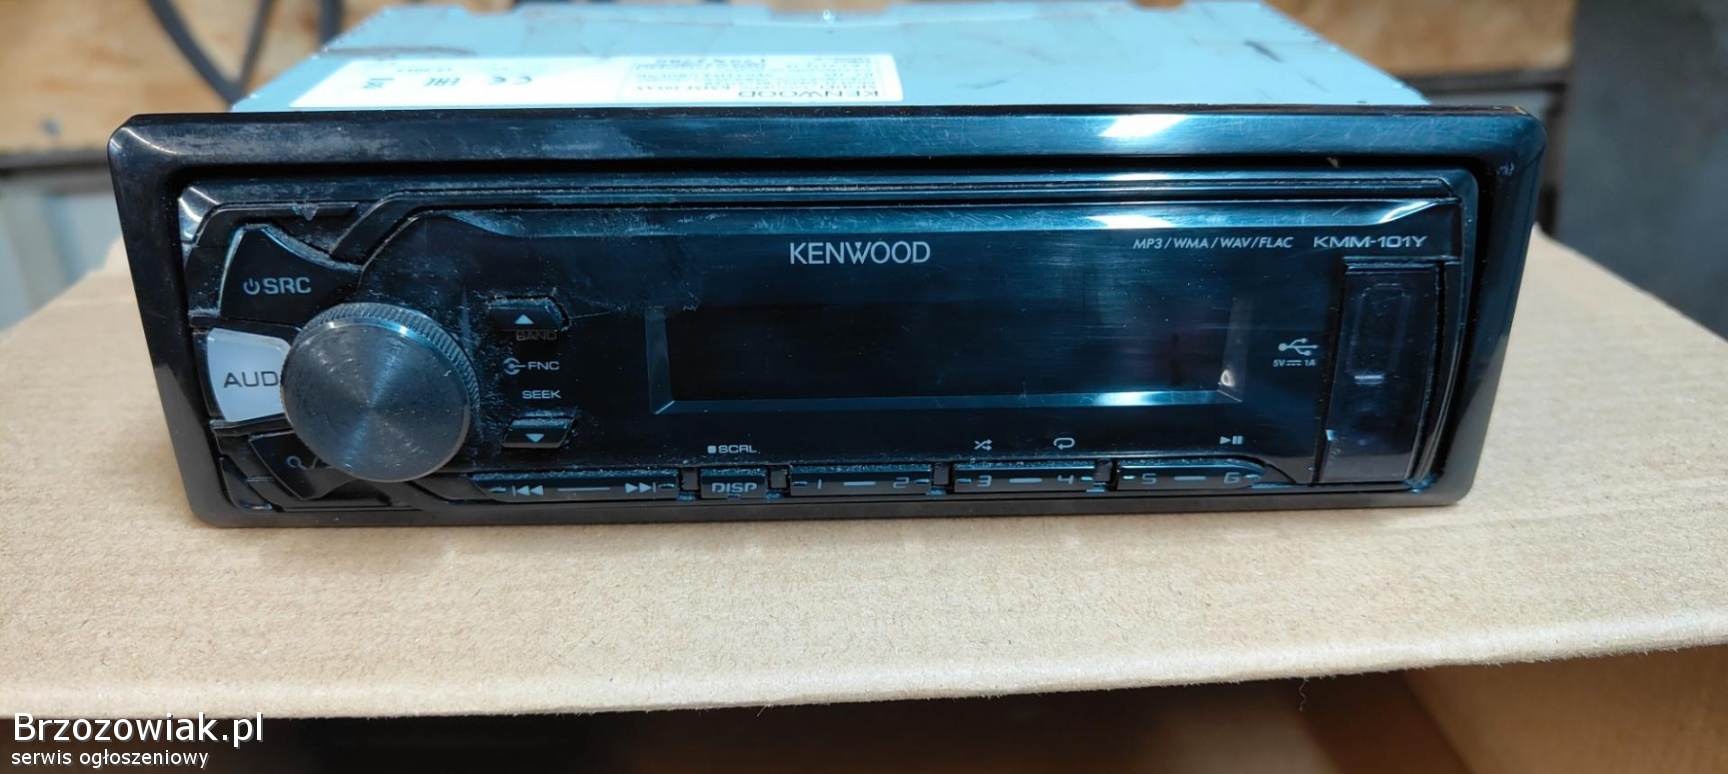 KENWOOD
KENWOOD
MP3/WMA/WAV/FLAC KMM-101Y
SRC
AUD
BAND
FNC
SEEK
5V 1A
SCRL
DISP
1 2
3 4
5 6
Brzozowiak.pl
serwis ogłoszeniowy